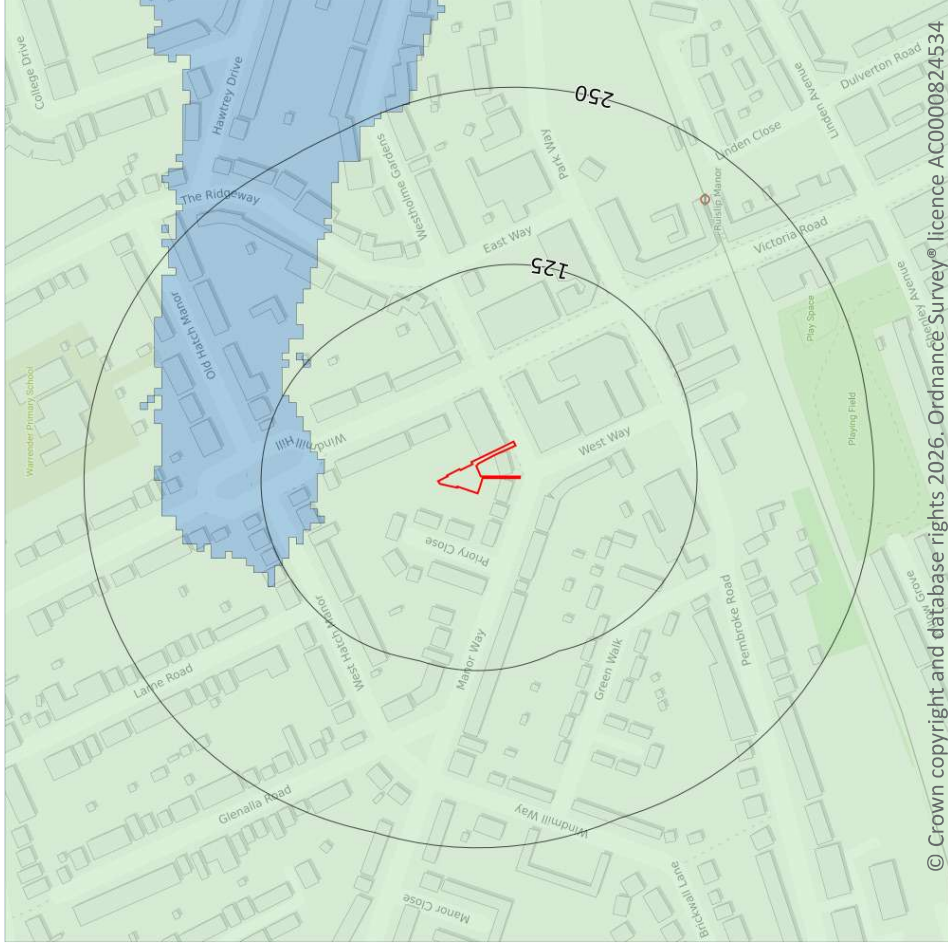 College Drive
Hawtrey Drive
250
Linden Avenue
Dulverton Road
Linden Close
Park Way
Westholme Gardens
The Ridgeway
Ruislip Manor
Victoria Road
East Way
125
Old Hatch Manor
Shenley Avenue
Play Space
Playing Field
Warrender Primary School
Windmill Hill
West Way
Priory Close
West Hatch Manor
Manor Way
Green Walk
Pembroke Road
Grove
Lame Road
Glenalla Road
Windmill Way
Manor Close
Brickwall Lane
© Crown copyright and database rights 2026. Ordnance Survey® licence AC0000824534